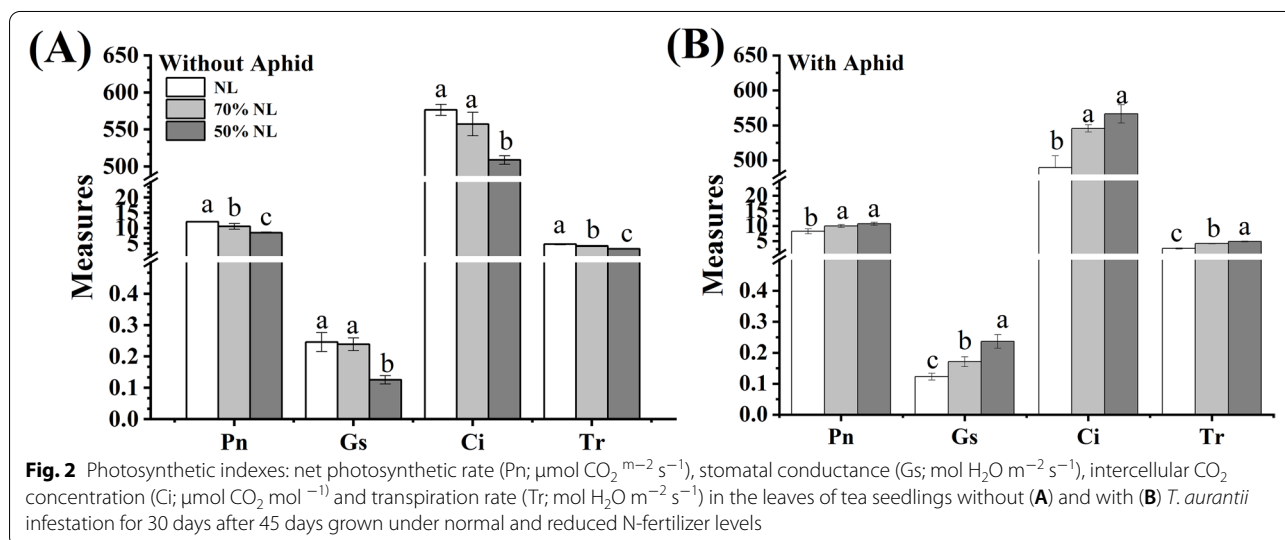 (A)
Without Aphid
NL
70% NL
50% NL
Measures
650
600
550
500
20
15
10
5
0.4
0.3
0.2
0.1
0.0
a b c
a a b
a a b
a b c
Pn Gs Ci Tr
(B)
With Aphid
Measures
650
600
550
500
20
15
10
5
0.4
0.3
0.2
0.1
0.0
b a a
c b a
b a a
c b a
Pn Gs Ci Tr
Fig. 2 Photosynthetic indexes: net photosynthetic rate (Pn; μmol CO₂ ᵐ⁻² s⁻¹), stomatal conductance (Gs; mol H₂O m⁻² s⁻¹), intercellular CO₂
concentration (Ci; μmol CO₂ mol ⁻¹) and transpiration rate (Tr; mol H₂O m⁻² s⁻¹) in the leaves of tea seedlings without (A) and with (B) T. aurantii
infestation for 30 days after 45 days grown under normal and reduced N-fertilizer levels